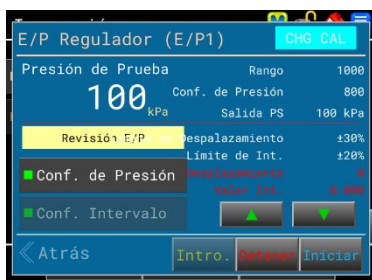 E/P Regulador (E/P1)
CHG CAL
Presión de Prueba
100 kPa
Rango 1000
Conf. de Presión 800
Salida PS 100 kPa
Revisión E/P
de Despalazamiento ±30%
Límite de Int. ±20%
Desplazamiento 0
Valor Int. 0.000
Conf. de Presión
Conf. Intervalo
Atrás
Intro.
Detener
Iniciar